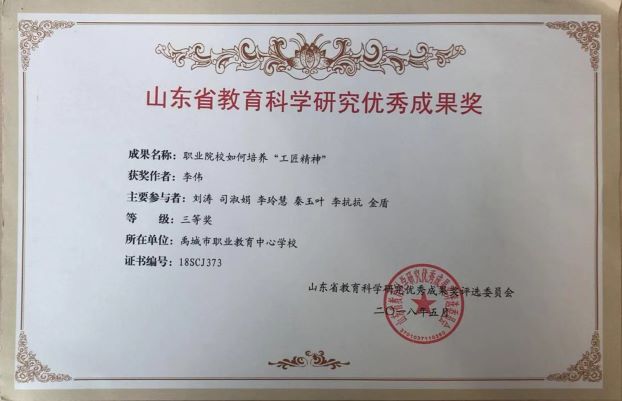 山东省教育科学研究优秀成果奖
成果名称：职业院校如何培养“工匠精神”
获奖作者：李伟
主要参与者：刘涛 司淑娟 李玲慧 秦玉叶 李抗抗 金盾
等 级：三等奖
所在单位：禹城市职业教育中心学校
证书编号：18SCJ373
山东省教育科学研究优秀成果奖评选委员会
二〇一八年五月